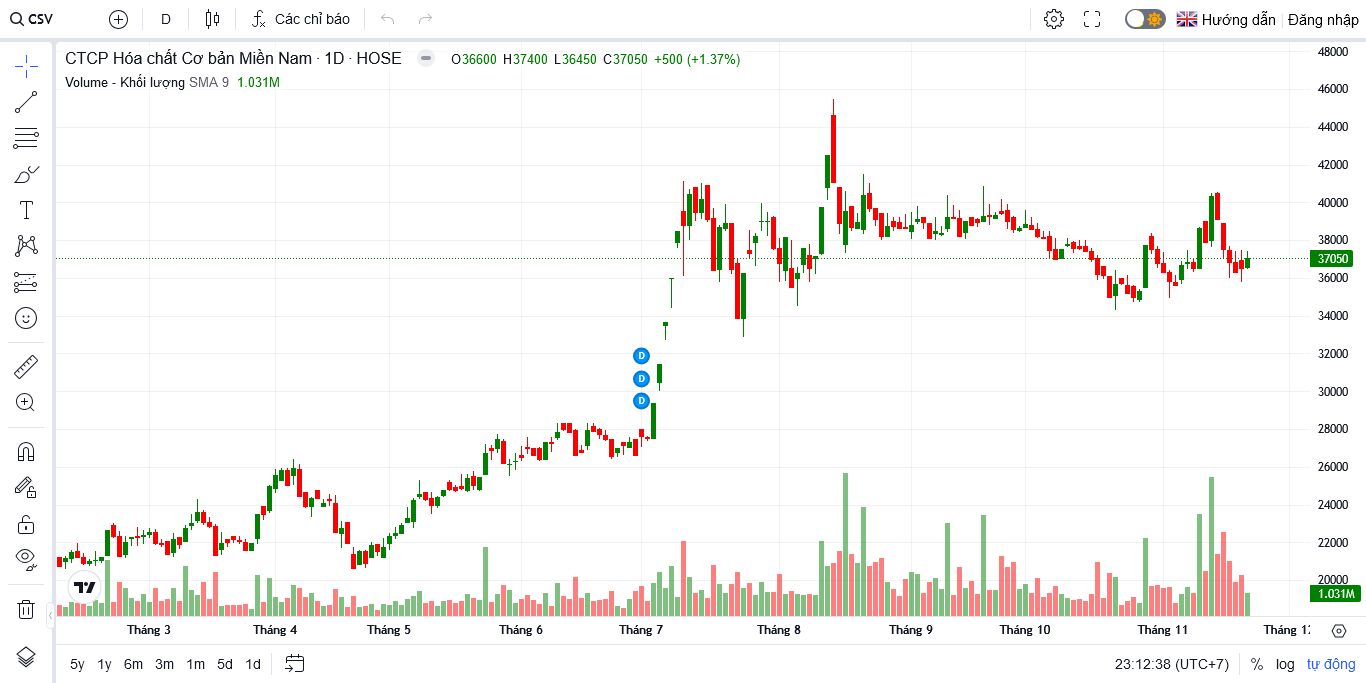 CSV D Các chỉ báo Hướng dẫn Đăng nhập
CTCP Hóa chất Cơ bản Miền Nam · 1D · HOSE O36600 H37400 L36450 C37050 +500 (+1.37%)
Volume - Khối lượng SMA 9 1.031M
48000
46000
44000
42000
40000
38000
37050
36000
34000
32000
30000
28000
26000
24000
22000
20000
1.031M
D
D
D
Tháng 3 Tháng 4 Tháng 5 Tháng 6 Tháng 7 Tháng 8 Tháng 9 Tháng 10 Tháng 11 Tháng 12
5y 1y 6m 3m 1m 5d 1d 23:12:38 (UTC+7) % log tự động